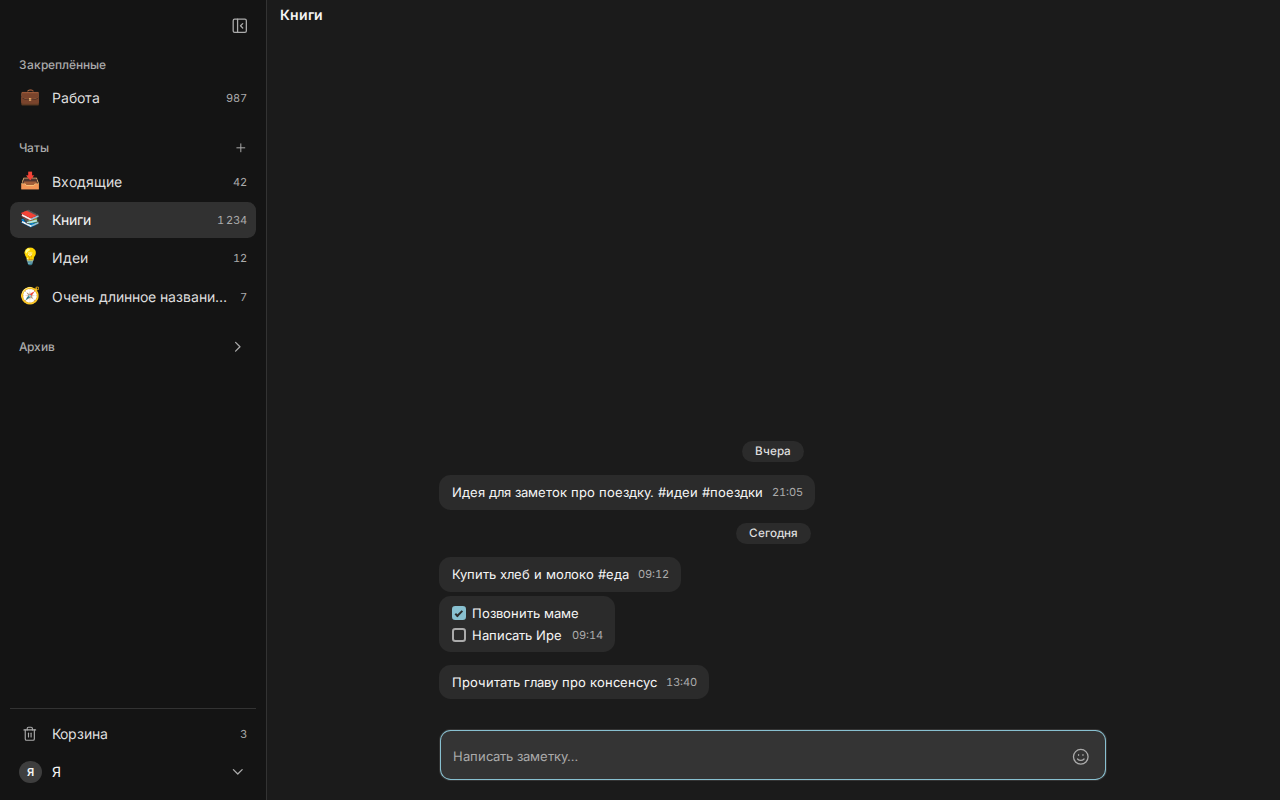 Книги
Закреплённые
Работа 987
Чаты
Входящие 42
Книги 1 234
Идеи 12
Очень длинное названи... 7
Архив
Вчера
Идея для заметок про поездку. #идеи #поездки 21:05
Сегодня
Купить хлеб и молоко #еда 09:12
Позвонить маме
Написать Ире 09:14
Прочитать главу про консенсус 13:40
Написать заметку...
Корзина 3
Я Я